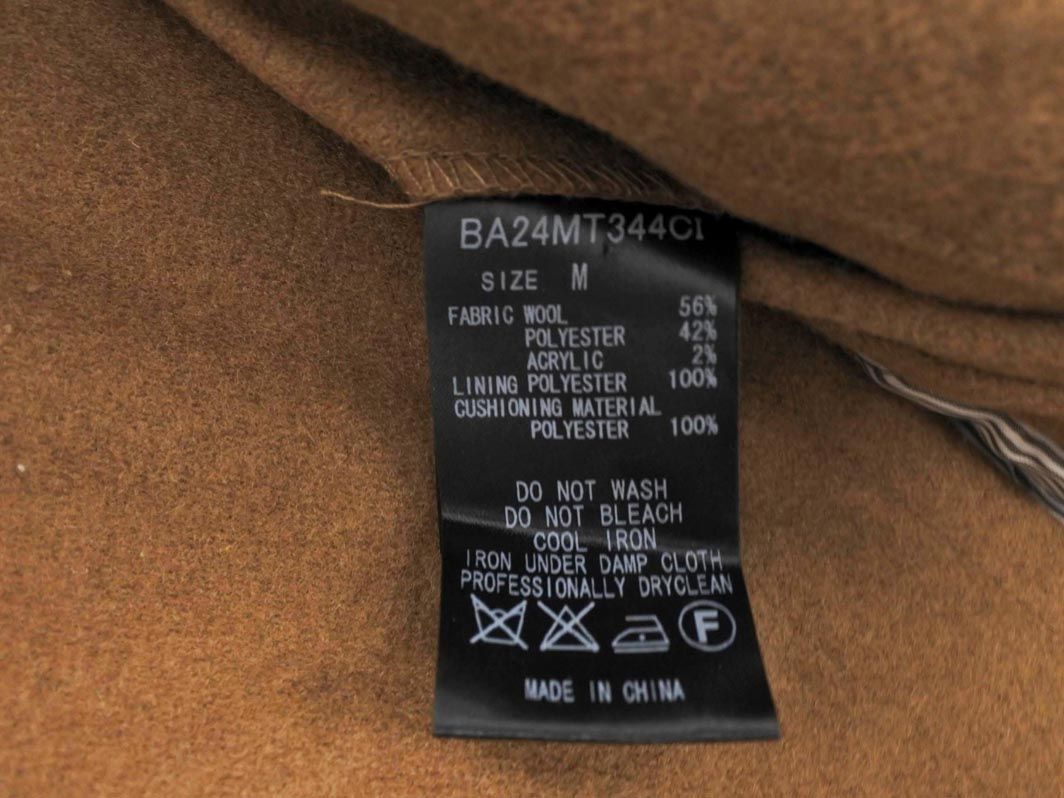 BA24MT344CI
SIZE M
FABRIC WOOL 56%
POLYESTER 42%
ACRYLIC 2%
LINING POLYESTER 100%
CUSHIONING MATERIAL
POLYESTER 100%
DO NOT WASH
DO NOT BLEACH
COOL IRON
IRON UNDER DAMP CLOTH
PROFESSIONALLY DRYCLEAN
F
MADE IN CHINA